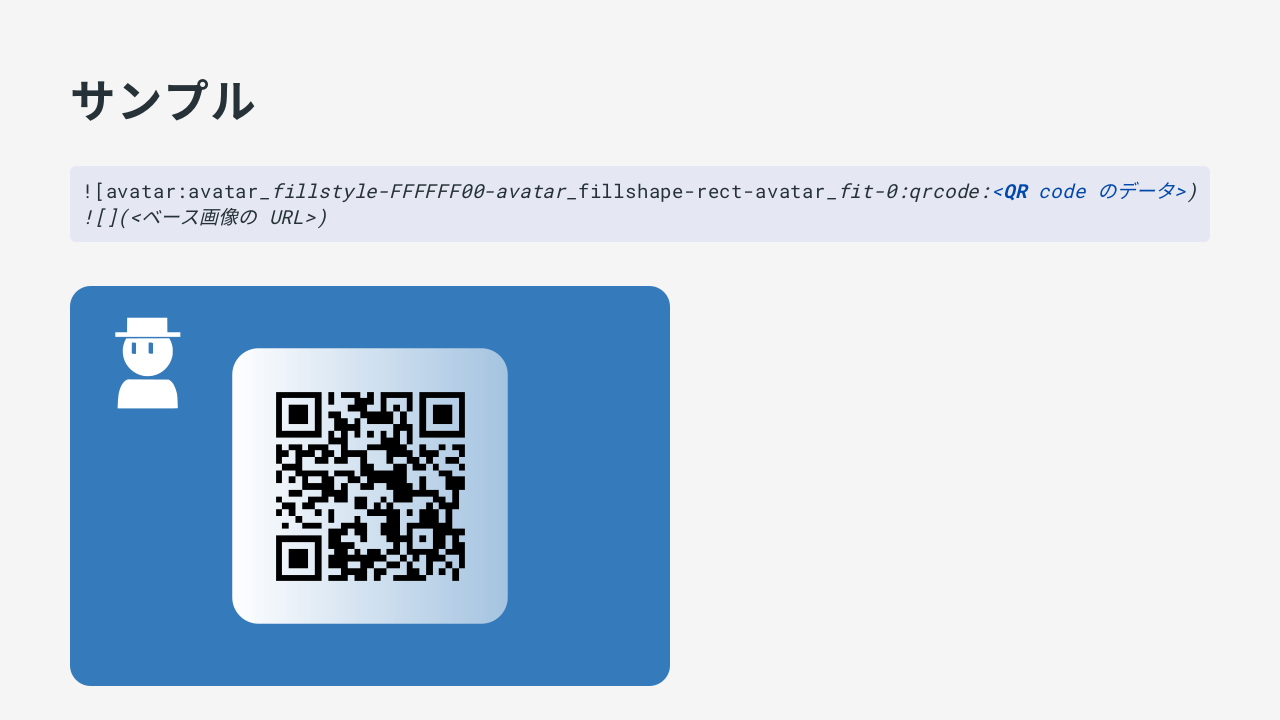 サンプル
![avatar:avatar_fillstyle-FFFFFF00-avatar_fillshape-rect-avatar_fit-0:qrcode:<QR code のデータ>)
![](<ベース画像の URL>)